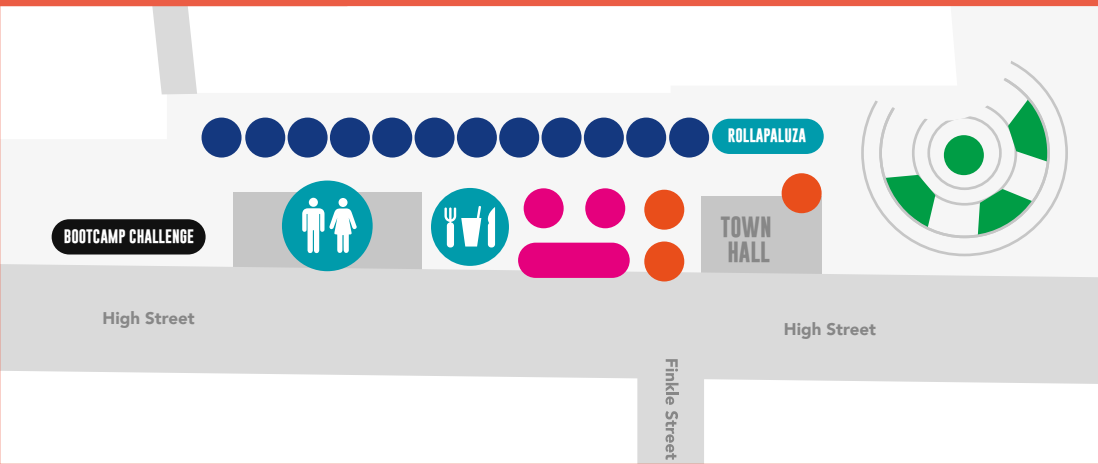 ROLLAPALUZA
BOOTCAMP CHALLENGE
TOWN
HALL
High Street
High Street
Finkle Street